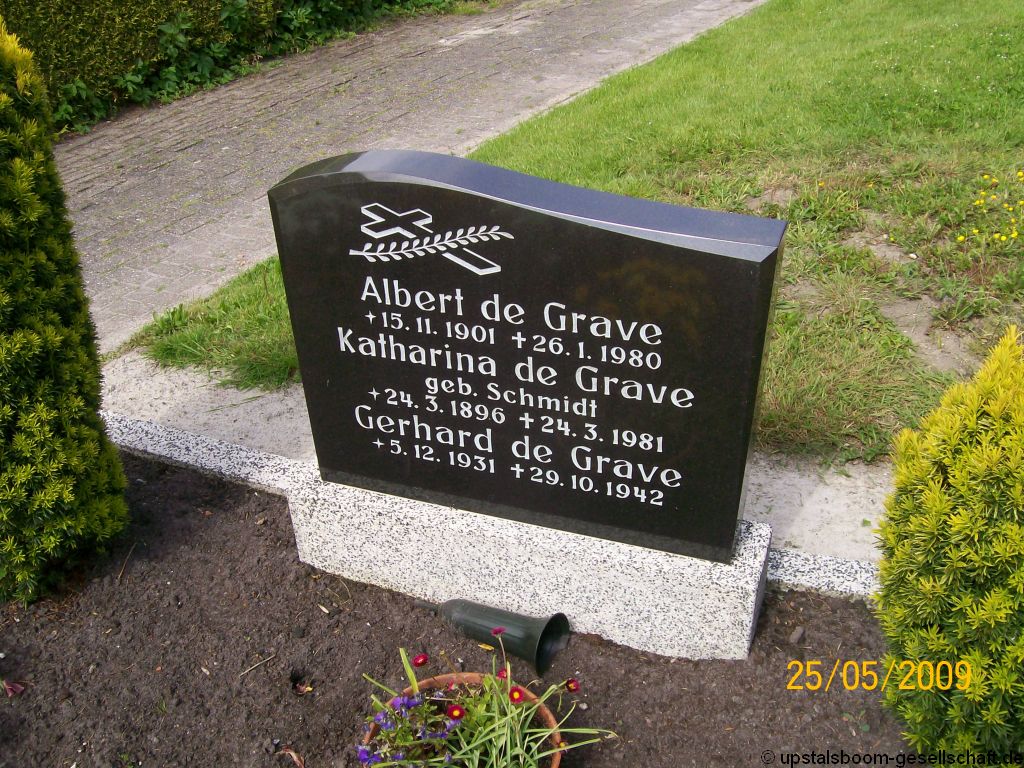 Albert de Grave
*15.11.1901 †26.1.1980
Katharina de Grave
geb. Schmidt
*24.3.1896 †24.3.1981
Gerhard de Grave
*5.12.1931 †29.10.1942
25/05/2009
© upstalsboom-gesellschaft.de